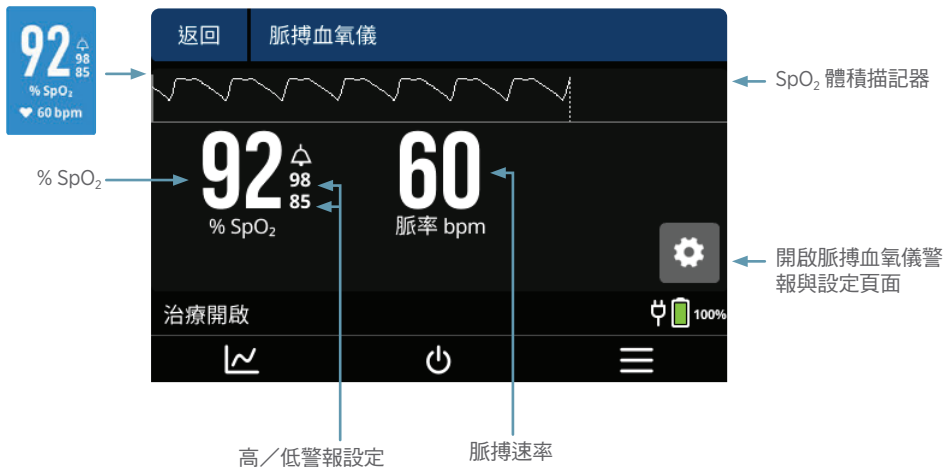 92
98
85
% SpO₂
60 bpm
返回
脈搏血氧儀
SpO₂ 體積描記器
% SpO₂
92
98
85
% SpO₂
60
脈率 bpm
開啟脈搏血氧儀警
報與設定頁面
治療開啟
100%
高／低警報設定
脈搏速率